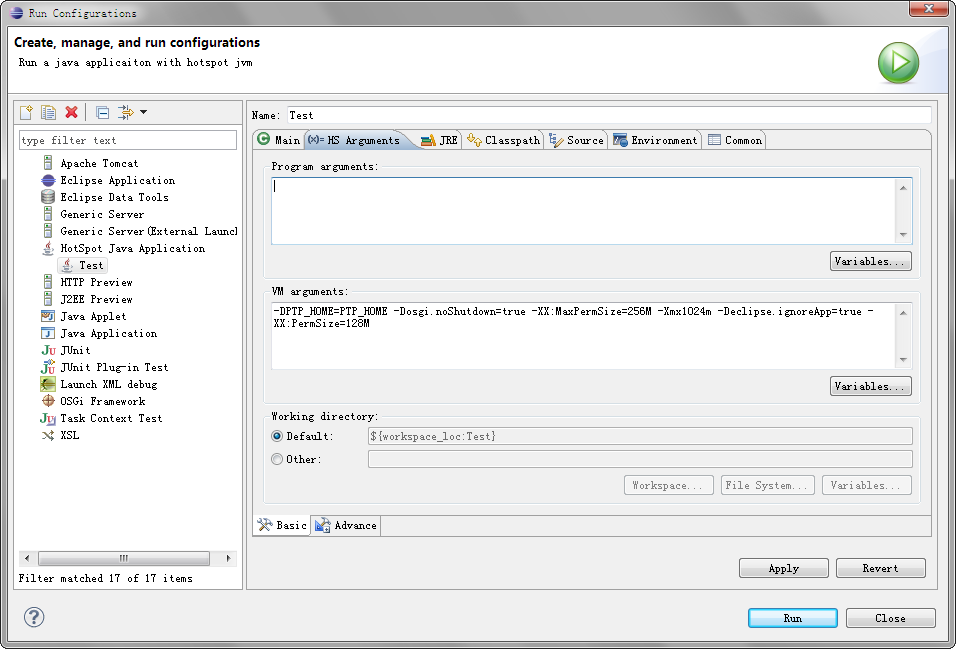 Run Configurations
Create, manage, and run configurations
Run a java applicaiton with hotspot jvm
type filter text
Apache Tomcat
Eclipse Application
Eclipse Data Tools
Generic Server
Generic Server(External Launcl
HotSpot Java Application
Test
HTTP Preview
J2EE Preview
Java Applet
Java Application
JUnit
JUnit Plug-in Test
Launch XML debug
OSGi Framework
Task Context Test
XSL
Filter matched 17 of 17 items
Name: Test
Main (x)= HS Arguments JRE Classpath Source Environment Common
Program arguments:
Variables...
VM arguments:
-DPTP_HOME=PTP_HOME -Dosgi.noShutdown=true -XX:MaxPermSize=256M -Xmx1024m -Declipse.ignoreApp=true -
XX:PermSize=128M
Variables...
Working directory:
Default: ${workspace_loc:Test}
Other:
Workspace... File System... Variables...
Basic Advance
Apply Revert
Run Close